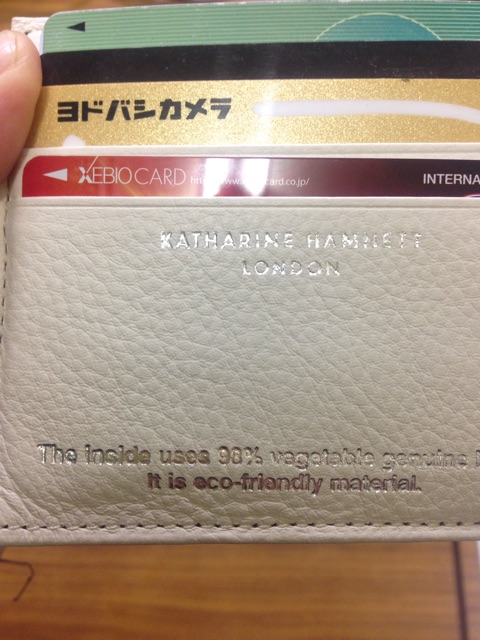 ヨドバシカメラ
XEBIO CARD
INTERNA
KATHARINE HAMNETT
LONDON
The inside uses 98% vegetable genuine
It is eco-friendly material.